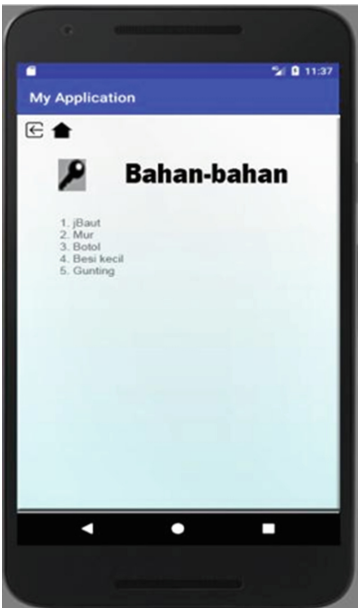 11:37
My Application
Bahan-bahan
1. jBaut
2. Mur
3. Botol
4. Besi kecil
5. Gunting